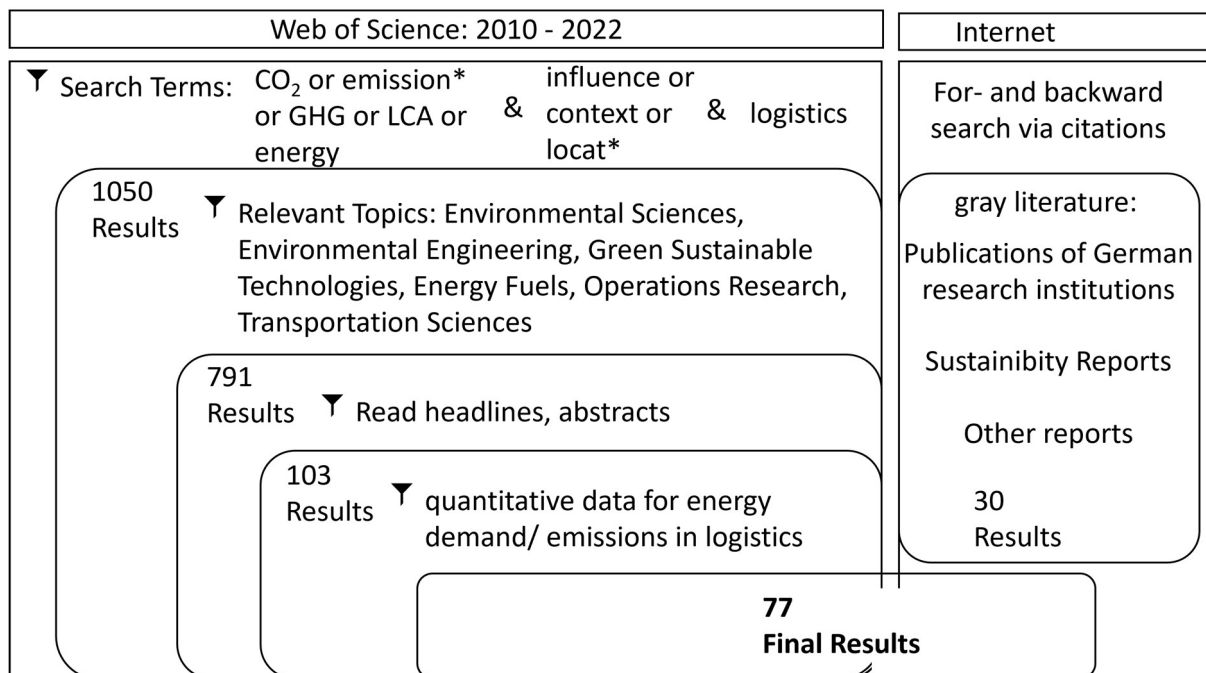 Web of Science: 2010 - 2022
Internet
Search Terms:
CO₂ or emission*
or GHG or LCA or
energy
&
influence or
context or
locat*
&
logistics
For- and backward
search via citations
1050
Results
Relevant Topics: Environmental Sciences,
Environmental Engineering, Green Sustainable
Technologies, Energy Fuels, Operations Research,
Transportation Sciences
gray literature:
Publications of German
research institutions
Sustainibity Reports
Other reports
30
Results
791
Results
Read headlines, abstracts
103
Results
quantitative data for energy
demand/ emissions in logistics
77
Final Results